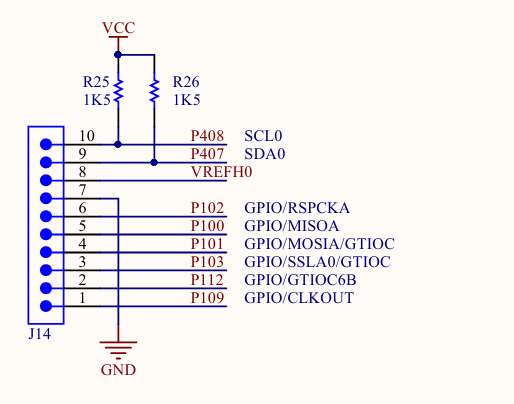 VCC
R25 R26
1K5 1K5
10 P408 SCL0
9 P407 SDA0
8 VREFH0
7
6 P102 GPIO/RSPCKA
5 P100 GPIO/MISOA
4 P101 GPIO/MOSIA/GTIOC
3 P103 GPIO/SSLA0/GTIOC
2 P112 GPIO/GTIOC6B
1 P109 GPIO/CLKOUT
J14
GND